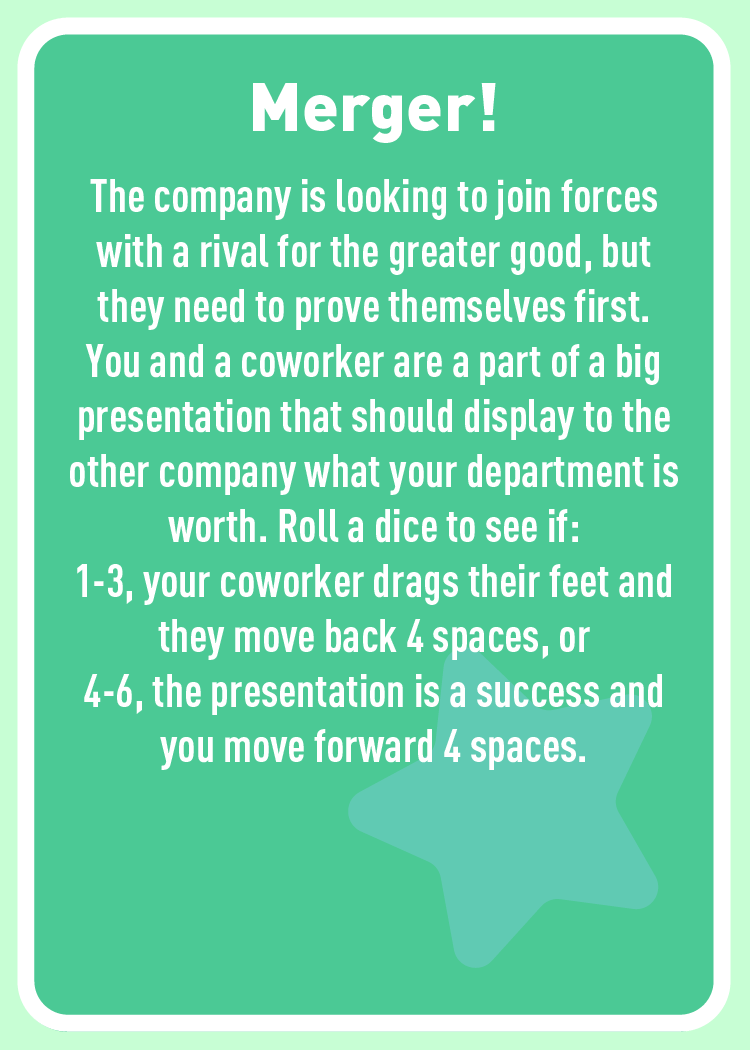 Merger!
The company is looking to join forces
with a rival for the greater good, but
they need to prove themselves first.
You and a coworker are a part of a big
presentation that should display to the
other company what your department is
worth. Roll a dice to see if:
1-3, your coworker drags their feet and
they move back 4 spaces, or
4-6, the presentation is a success and
you move forward 4 spaces.